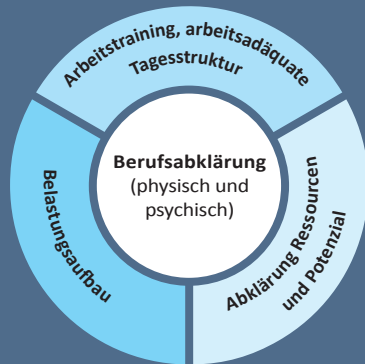 Arbeitstraining, arbeitsadäquate
Tagesstruktur
Berufsabklärung
(physisch und
psychisch)
Belastungsaufbau
Abklärung Ressourcen
und Potenzial